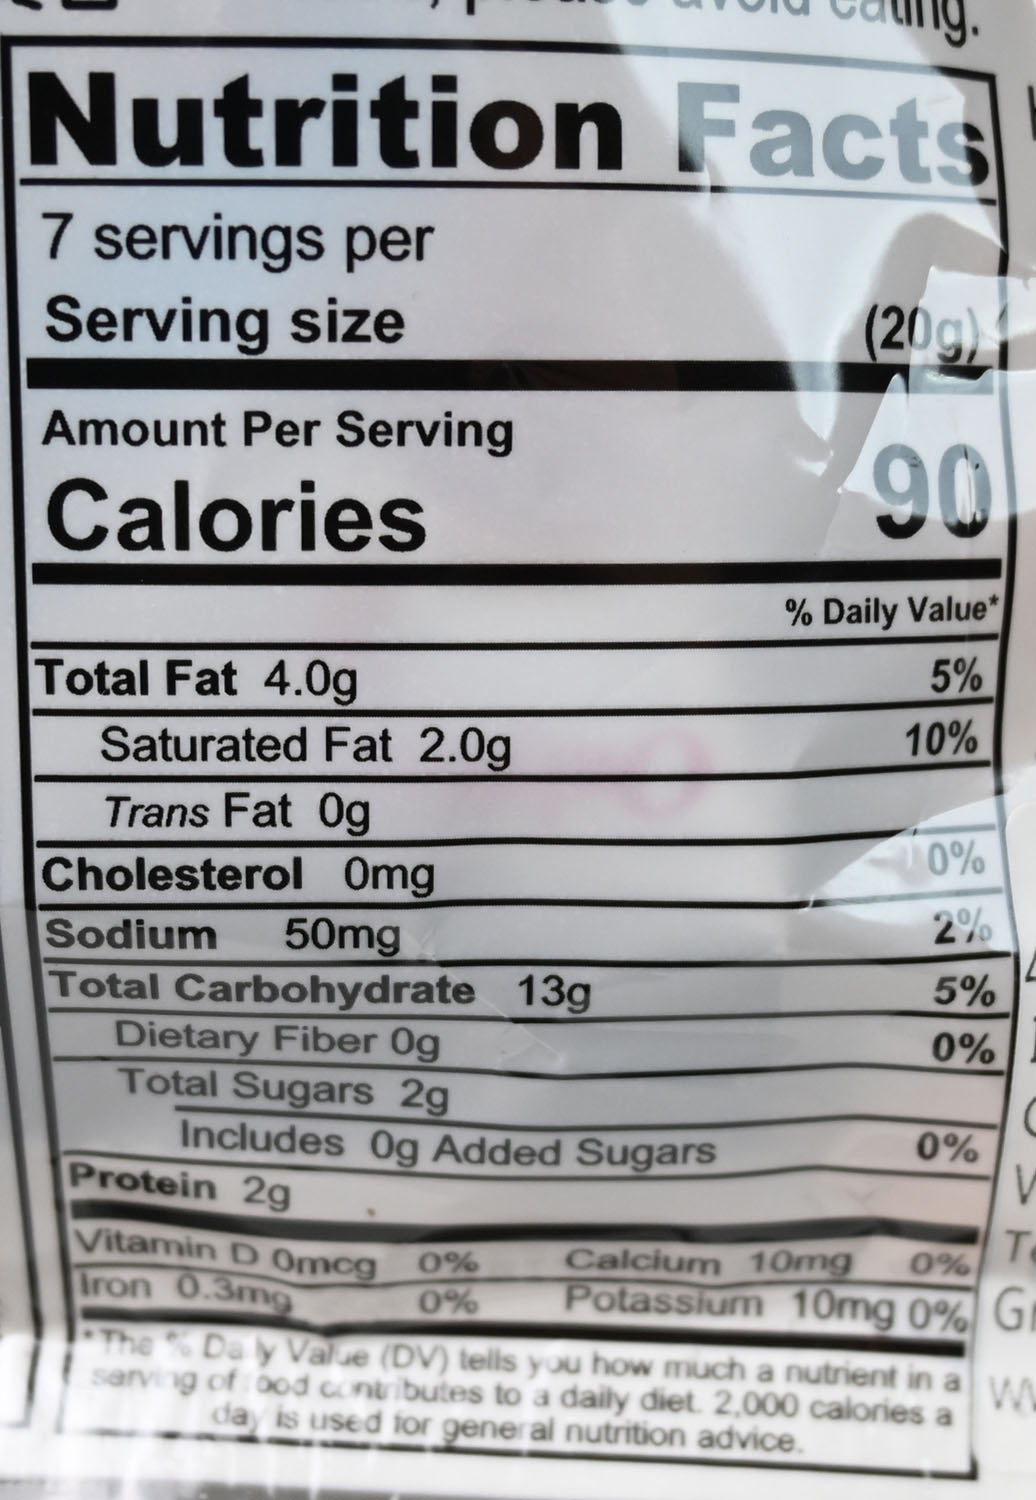 avoid eating.
Nutrition Facts
7 servings per
Serving size (20g)
Amount Per Serving
Calories 90
% Daily Value*
Total Fat 4.0g 5%
Saturated Fat 2.0g 10%
Trans Fat 0g
Cholesterol 0mg 0%
Sodium 50mg 2%
Total Carbohydrate 13g 5%
Dietary Fiber 0g 0%
Total Sugars 2g
Includes 0g Added Sugars 0%
Protein 2g
Vitamin D 0mcg 0% Calcium 10mg 0%
Iron 0.3mg 0% Potassium 10mg 0%
*The % Daily Value (DV) tells you how much a nutrient in a
serving of food contributes to a daily diet. 2,000 calories a
day is used for general nutrition advice.